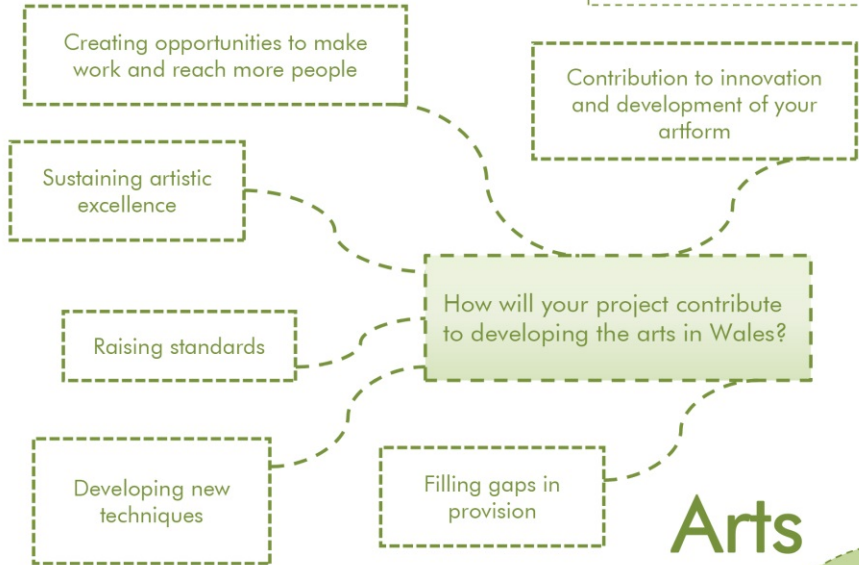 Creating opportunities to make
work and reach more people
Contribution to innovation
and development of your
artform
Sustaining artistic
excellence
How will your project contribute
to developing the arts in Wales?
Raising standards
Developing new
techniques
Filling gaps in
provision
Arts